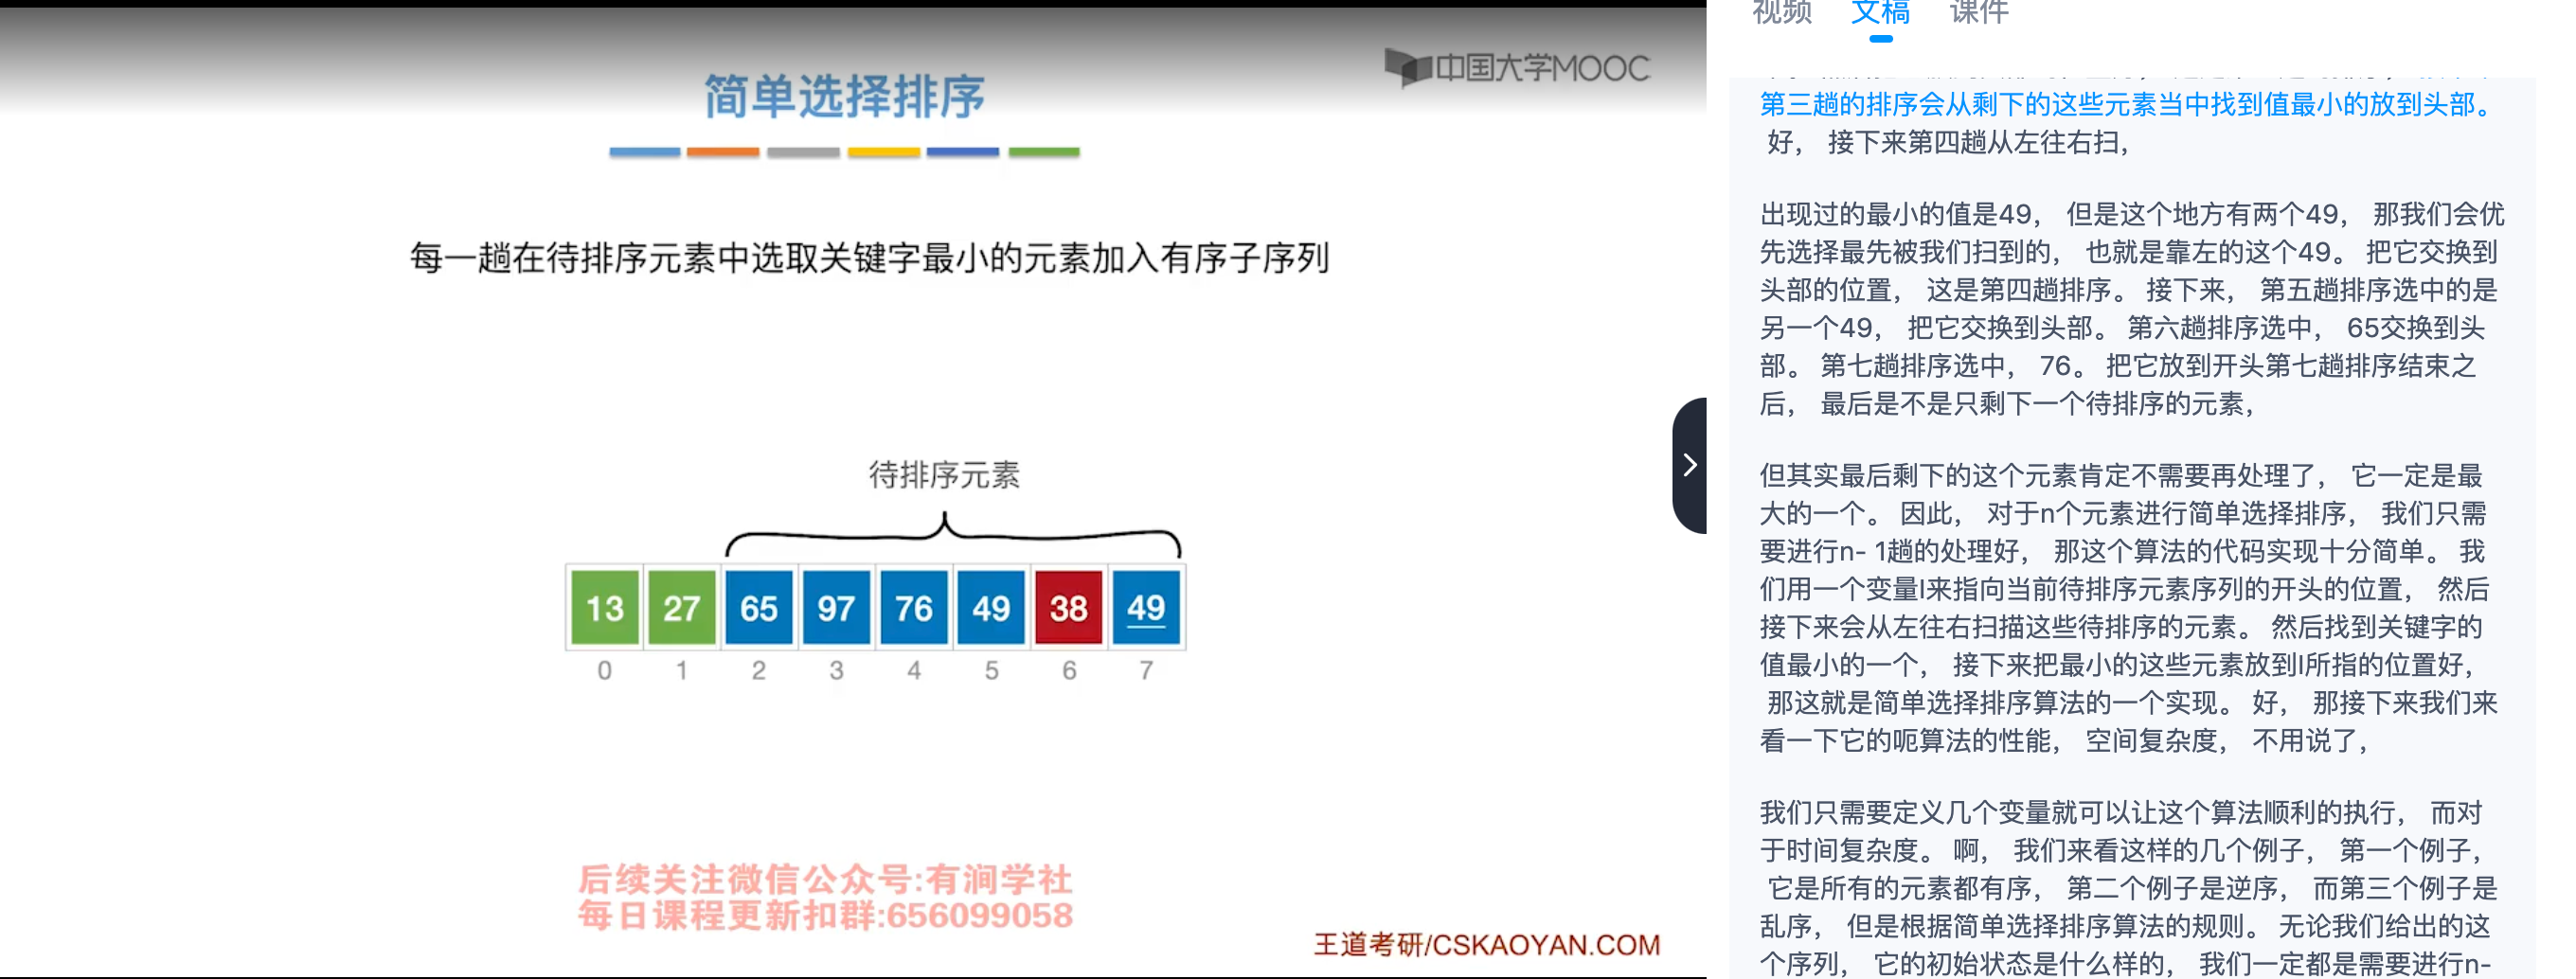 中国大学MOOC
简单选择排序
每一趟在待排序元素中选取关键字最小的元素加入有序子序列
待排序元素
13 27 65 97 76 49 38 49
0 1 2 3 4 5 6 7
后续关注微信公众号:有涧学社
每日课程更新扣群:656099058
王道考研/CSKAOYAN.COM
视频 文稿 课件
第三趟的排序会从剩下的这些元素当中找到值最小的放到头部。
好， 接下来第四趟从左往右扫，
出现过的最小的值是49， 但是这个地方有两个49， 那我们会优
先选择最先被我们扫到的， 也就是靠左的这个49。 把它交换到
头部的位置， 这是第四趟排序。 接下来， 第五趟排序选中的是
另一个49， 把它交换到头部。 第六趟排序选中， 65交换到头
部。 第七趟排序选中， 76。 把它放到开头第七趟排序结束之
后， 最后是不是只剩下一个待排序的元素，
但其实最后剩下的这个元素肯定不需要再处理了， 它一定是最
大的一个。 因此， 对于n个元素进行简单选择排序， 我们只需
要进行n- 1趟的处理好， 那这个算法的代码实现十分简单。 我
们用一个变量I来指向当前待排序元素序列的开头的位置， 然后
接下来会从左往右扫描这些待排序的元素。 然后找到关键字的
值最小的一个， 接下来把最小的这些元素放到I所指的位置好，
那这就是简单选择排序算法的一个实现。 好， 那接下来我们来
看一下它的呃算法的性能， 空间复杂度， 不用说了，
我们只需要定义几个变量就可以让这个算法顺利的执行， 而对
于时间复杂度。 啊， 我们来看这样的几个例子， 第一个例子，
它是所有的元素都有序， 第二个例子是逆序， 而第三个例子是
乱序， 但是根据简单选择排序算法的规则。 无论我们给出的这
个序列， 它的初始状态是什么样的， 我们一定都是需要进行n-